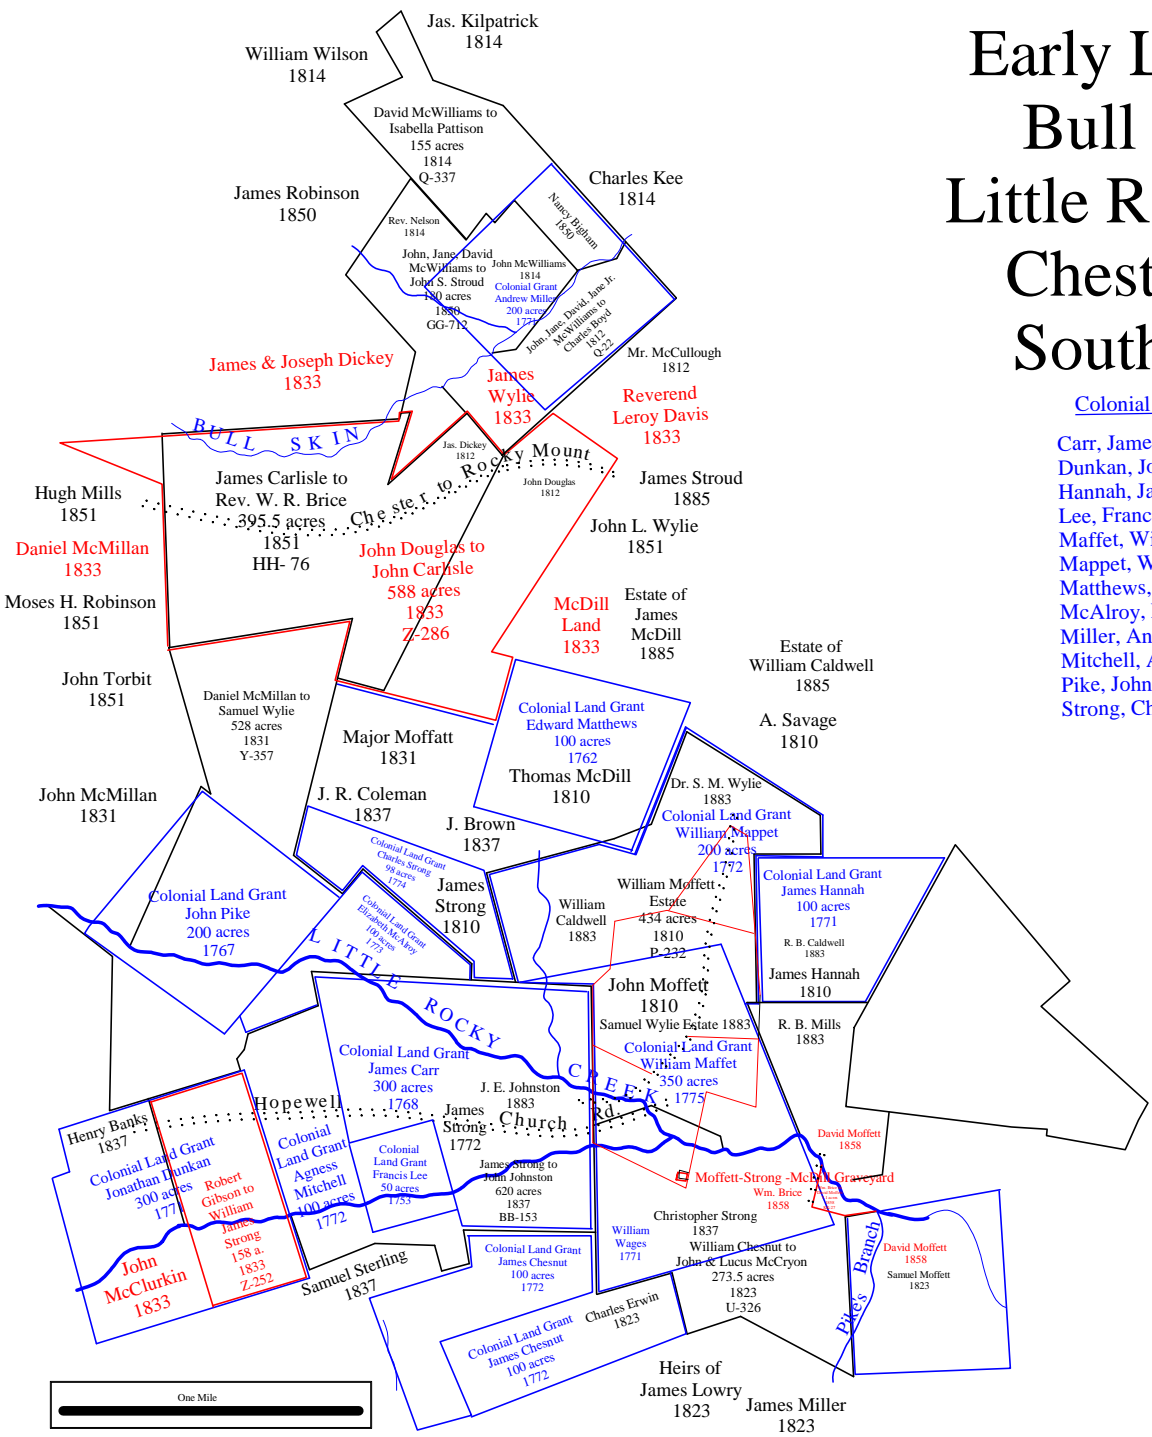 Jas. Kilpatrick
1814
William Wilson
1814
Early L
Bull
Little R
Chest
South
David McWilliams to
Isabella Pattison
155 acres
1814
Q-337
James Robinson
1850
Charles Kee
1814
Nancy Bigham
1850
Rev. Nelson
1814
John, Jane, David
McWilliams to
John S. Stroud
180 acres
1850
GG-712
John McWilliams
1814
Colonial Grant
Andrew Miller
200 acres
1771
John, Jane, David, Jane Jr.
McWilliams to
Charles Boyd
1812
Q-22
Mr. McCullough
1812
James & Joseph Dickey
1833
James
Wylie
1833
Reverend
Leroy Davis
1833
Colonial
Carr, Jame
Dunkan, Jo
Hannah, Ja
Lee, Franc
Maffet, Wi
Mappet, W
Matthews,
McAlroy,
Miller, An
Mitchell, A
Pike, John
Strong, Ch
BULL SKIN
Jas. Dickey
1812
Chester to Rocky Mount
John Douglas
1812
James Stroud
1885
Hugh Mills
1851
James Carlisle to
Rev. W. R. Brice
395.5 acres
1851
HH- 76
John L. Wylie
1851
Daniel McMillan
1833
John Douglas to
John Carlisle
588 acres
1833
Z-286
Moses H. Robinson
1851
McDill
Land
1833
Estate of
James
McDill
1885
Estate of
William Caldwell
1885
John Torbit
1851
Daniel McMillan to
Samuel Wylie
528 acres
1831
Y-357
Major Moffatt
1831
Colonial Land Grant
Edward Matthews
100 acres
1762
Thomas McDill
1810
A. Savage
1810
John McMillan
1831
J. R. Coleman
1837
J. Brown
1837
Dr. S. M. Wylie
1883
Colonial Land Grant
William Mappet
200 acres
1772
Colonial Land Grant
Charles Strong
98 acres
1774
Colonial Land Grant
John Pike
200 acres
1767
Colonial Land Grant
Elizabeth McAlroy
100 acres
1773
James
Strong
1810
William
Caldwell
1883
William Moffett
Estate
434 acres
1810
P-232
Colonial Land Grant
James Hannah
100 acres
1771
R. B. Caldwell
1883
James Hannah
1810
LITTLE ROCKY CREEK
John Moffett
1810
Samuel Wylie Estate 1883
R. B. Mills
1883
Colonial Land Grant
William Maffet
350 acres
1775
Colonial Land Grant
James Carr
300 acres
1768
J. E. Johnston
1883
Hopewell Church Rd.
James
Strong
1772
Henry Banks
1837
Colonial Land Grant
Jonathan Dunkan
300 acres
1771
Robert
Gibson to
William
James
Strong
158 a.
1833
Z-252
Colonial
Land Grant
Agness
Mitchell
100 acres
1772
Colonial
Land Grant
Francis Lee
50 acres
1753
James Strong to
John Johnston
620 acres
1837
BB-153
David Moffett
1858
Moffett-Strong -McDill Graveyard
Wm. Brice
1858
Christopher Strong
1837
William
Wages
1771
William Chesnut to
John & Lucus McCryon
273.5 acres
1823
U-326
John
McClurkin
1833
Samuel Sterling
1837
Colonial Land Grant
James Chesnut
100 acres
1772
Colonial Land Grant
James Chesnut
100 acres
1772
Charles Erwin
1823
Pike's Branch
David Moffett
1858
Samuel Moffett
1823
Heirs of
James Lowry
1823
James Miller
1823
One Mile